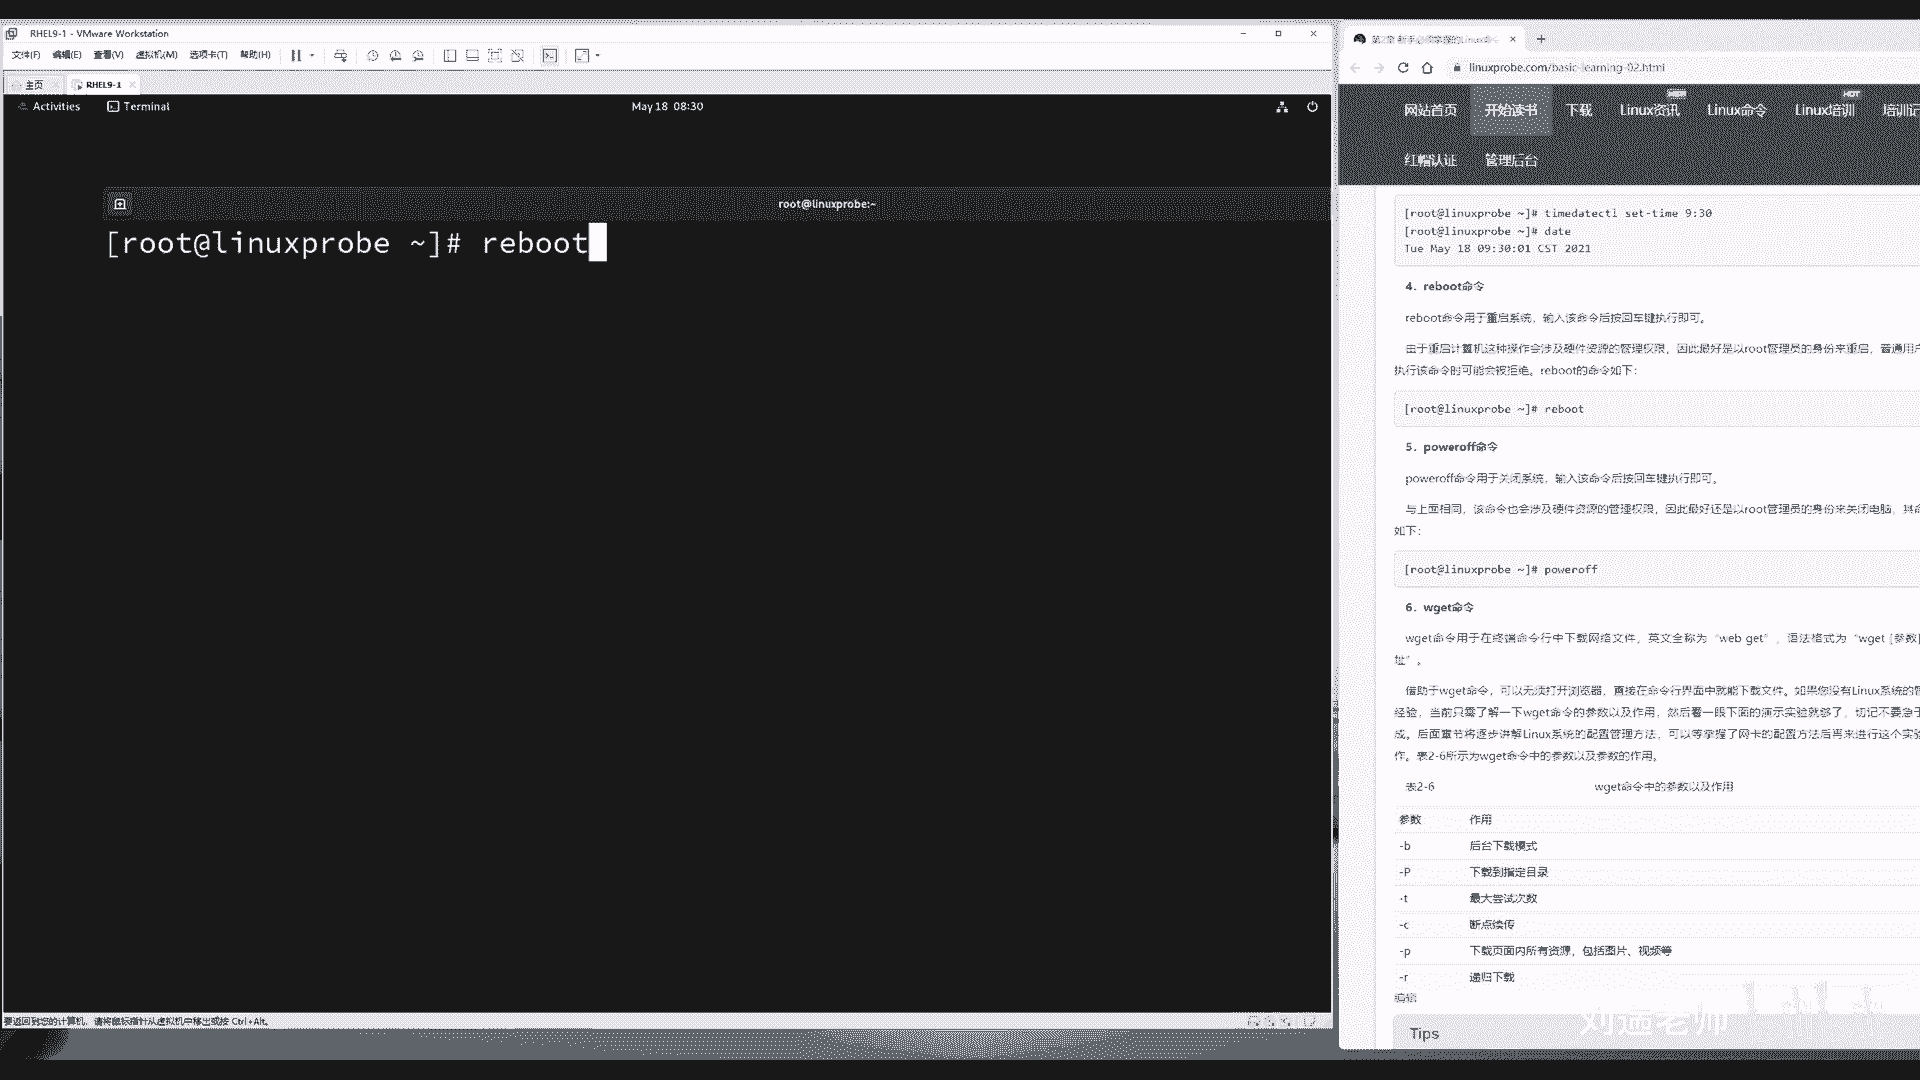 RHEL9-1 - VMware Workstation
文件(F) 编辑(E) 查看(V) 虚拟机(M) 选项卡(T) 帮助(H)
主页 RHEL9-1
Activities Terminal May 18 08:30
root@linuxprobe:~
[root@linuxprobe ~]# reboot
要返回到您的计算机，请将鼠标指针从虚拟机中移出或按 Ctrl+Alt。
第2章 新手必须掌握的Linux命令
linuxprobe.com/basic-learning-02.html
网站首页 开始读书 下载 Linux资讯 Linux命令 HOT Linux培训 培训
红帽认证 管理后台
[root@linuxprobe ~]# timedatectl set-time 9:30
[root@linuxprobe ~]# date
Tue May 18 09:30:01 CST 2021
4．reboot命令
reboot命令用于重启系统，输入该命令后按回车键执行即可。
由于重启计算机这种操作会涉及硬件资源的管理权限，因此最好是以root管理员的身份来重启，普通用户
执行该命令时可能会被拒绝。reboot的命令如下：
[root@linuxprobe ~]# reboot
5．poweroff命令
poweroff命令用于关闭系统，输入该命令后按回车键执行即可。
与上面相同，该命令也会涉及硬件资源的管理权限，因此最好还是以root管理员的身份来关闭电脑，其命
如下：
[root@linuxprobe ~]# poweroff
6．wget命令
wget命令用于在终端命令行中下载网络文件，英文全称为“web get”，语法格式为“wget [参数]
址”。
借助于wget命令，可以无须打开浏览器，直接在命令行界面中就能下载文件。如果您没有Linux系统的管
经验，当前只需了解一下wget命令的参数以及作用，然后看一眼下面的演示实验就够了，切记不要急于
成。后面章节将逐步讲解Linux系统的配置管理方法，可以等掌握了网卡的配置方法后再来进行这个实验
作。表2-6所示为wget命令中的参数以及参数的作用。
表2-6 wget命令中的参数以及作用
参数 作用
-b 后台下载模式
-P 下载到指定目录
-t 最大尝试次数
-c 断点续传
-p 下载页面内所有资源，包括图片、视频等
-r 递归下载
编辑
Tips
刘遄老师